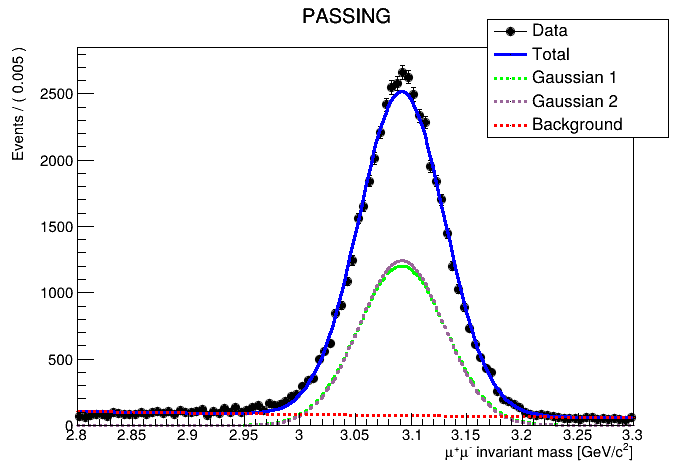 PASSING
Data
Total
Gaussian 1
Gaussian 2
Background
Events / ( 0.005 )
2500
2000
1500
1000
500
0
2.8 2.85 2.9 2.95 3 3.05 3.1 3.15 3.2 3.25 3.3
μ⁺μ⁻ invariant mass [GeV/c²]